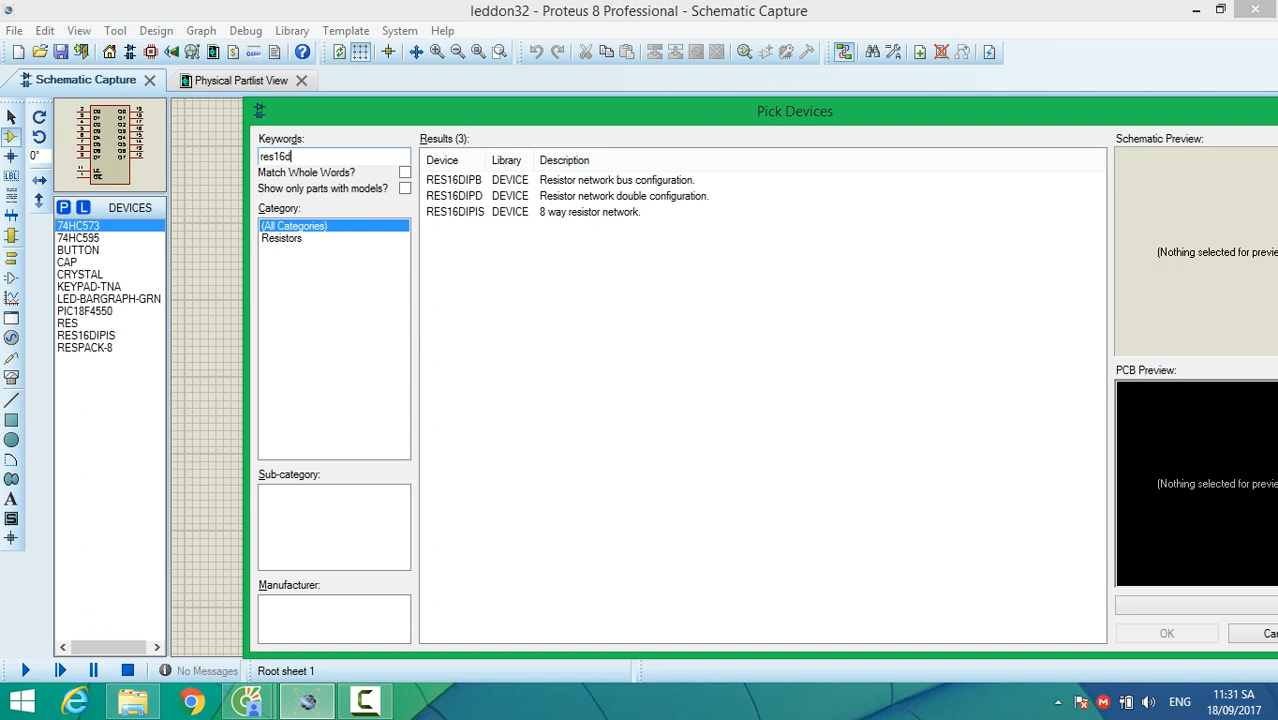 leddon32 - Proteus 8 Professional - Schematic Capture
File Edit View Tool Design Graph Debug Library Template System Help
Schematic Capture
Physical Partlist View
Pick Devices
0°
P L DEVICES
74HC573
74HC595
BUTTON
CAP
CRYSTAL
KEYPAD-TNA
LED-BARGRAPH-GRN
PIC18F4550
RES
RES16DIPIS
RESPACK-8
Keywords:
res16d
Match Whole Words?
Show only parts with models?
Category:
(All Categories)
Resistors
Sub-category:
Manufacturer:
Results (3):
Device Library Description
RES16DIPB DEVICE Resistor network bus configuration.
RES16DIPD DEVICE Resistor network double configuration.
RES16DIPIS DEVICE 8 way resistor network.
Schematic Preview:
(Nothing selected for previe
PCB Preview:
(Nothing selected for previe
OK Can
No Messages
Root sheet 1
ENG
11:31 SA
18/09/2017